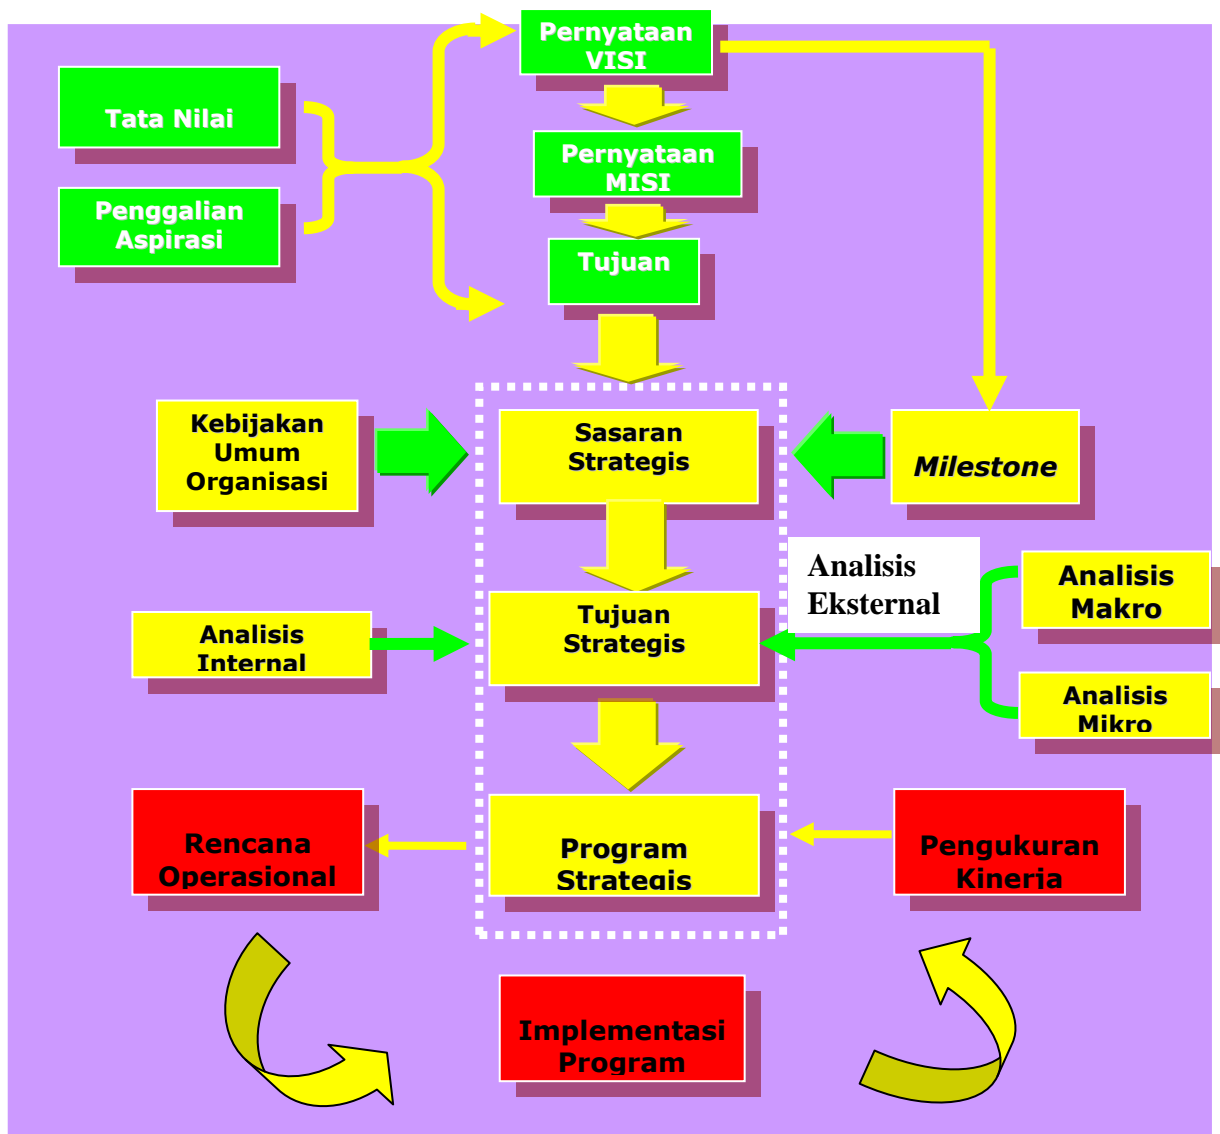 Pernyataan
VISI
Tata Nilai
Pernyataan
MISI
Penggalian
Aspirasi
Tujuan
Kebijakan
Umum
Organisasi
Sasaran
Strategis
Milestone
Analisis
Eksternal
Analisis
Makro
Analisis
Internal
Tujuan
Strategis
Analisis
Mikro
Rencana
Operasional
Program
Strategis
Pengukuran
Kinerja
Implementasi
Program